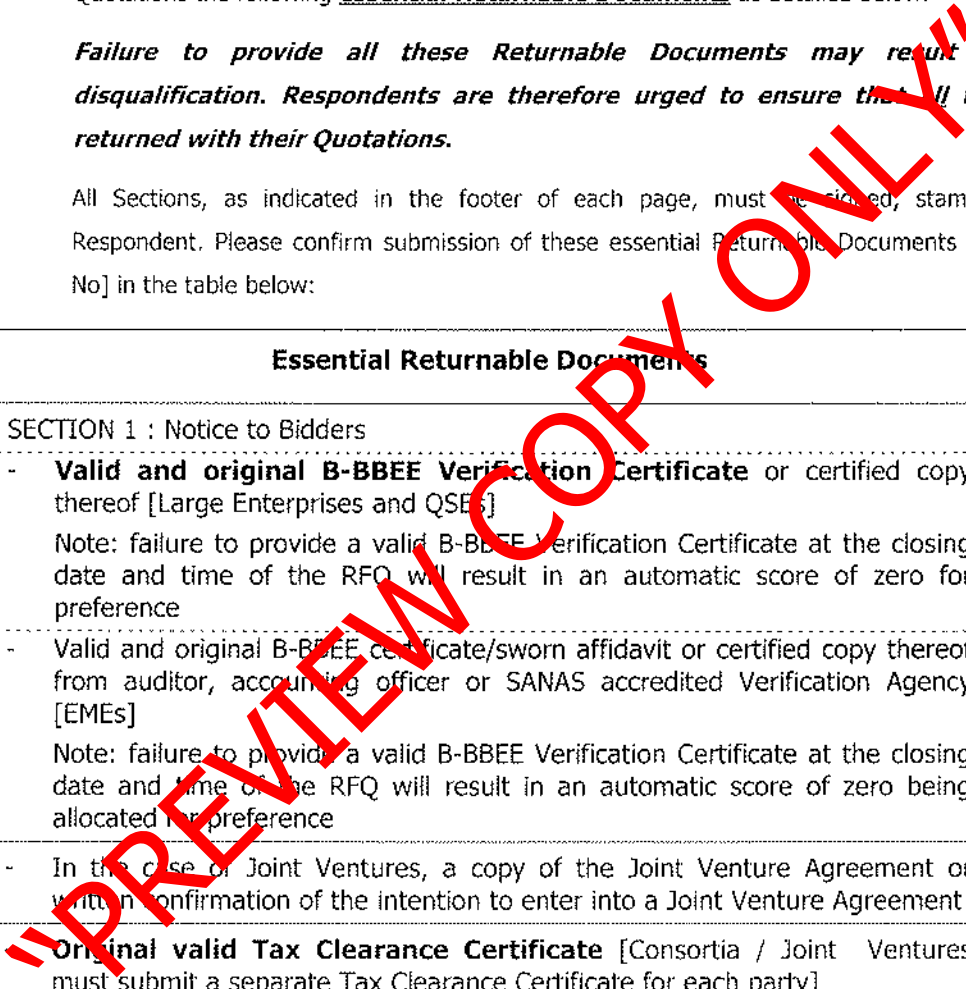 Failure to provide all these Returnable Documents may result
disqualification. Respondents are therefore urged to ensure that all
returned with their Quotations.
All Sections, as indicated in the footer of each page, must be signed, stam
Respondent. Please confirm submission of these essential Returnable Documents
No] in the table below:
Essential Returnable Documents
SECTION 1 : Notice to Bidders
- Valid and original B-BBEE Verification Certificate or certified copy
thereof [Large Enterprises and QSEs]
Note: failure to provide a valid B-BBEE Verification Certificate at the closing
date and time of the RFQ will result in an automatic score of zero for
preference
- Valid and original B-BBEE certificate/sworn affidavit or certified copy thereof
from auditor, accounting officer or SANAS accredited Verification Agency
[EMEs]
Note: failure to provide a valid B-BBEE Verification Certificate at the closing
date and time of the RFQ will result in an automatic score of zero being
allocated for preference
- In the case of Joint Ventures, a copy of the Joint Venture Agreement or
written confirmation of the intention to enter into a Joint Venture Agreement
- Original valid Tax Clearance Certificate [Consortia / Joint Ventures
must submit a separate Tax Clearance Certificate for each party]
"PREVIEW COPY ONLY"